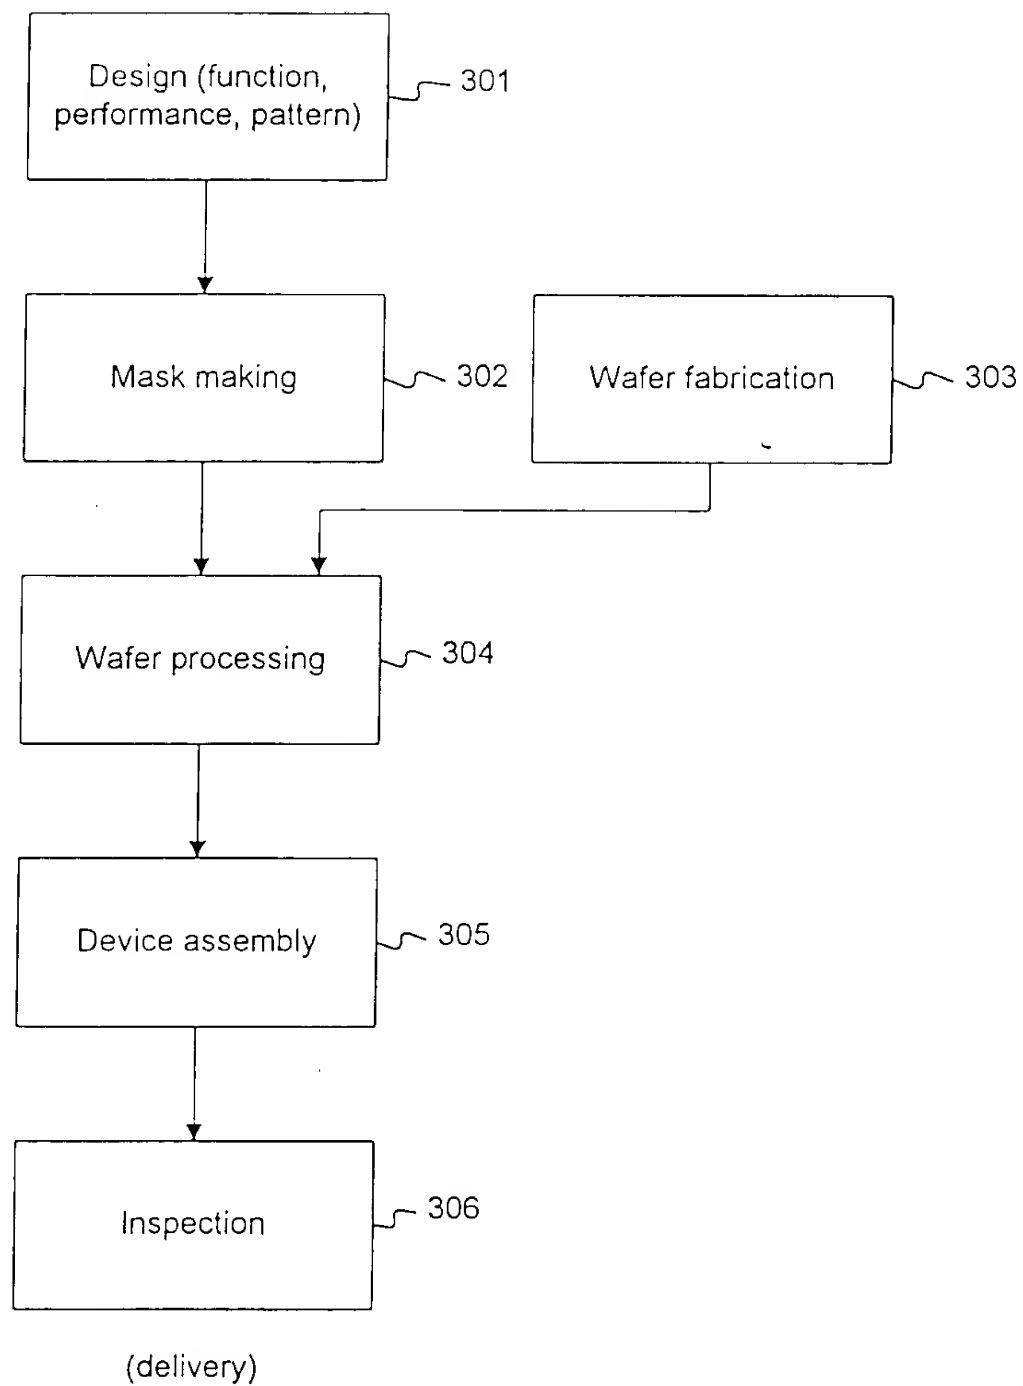 Design (function,
performance, pattern)
301
Mask making
302
Wafer fabrication
303
Wafer processing
304
Device assembly
305
Inspection
306
(delivery)